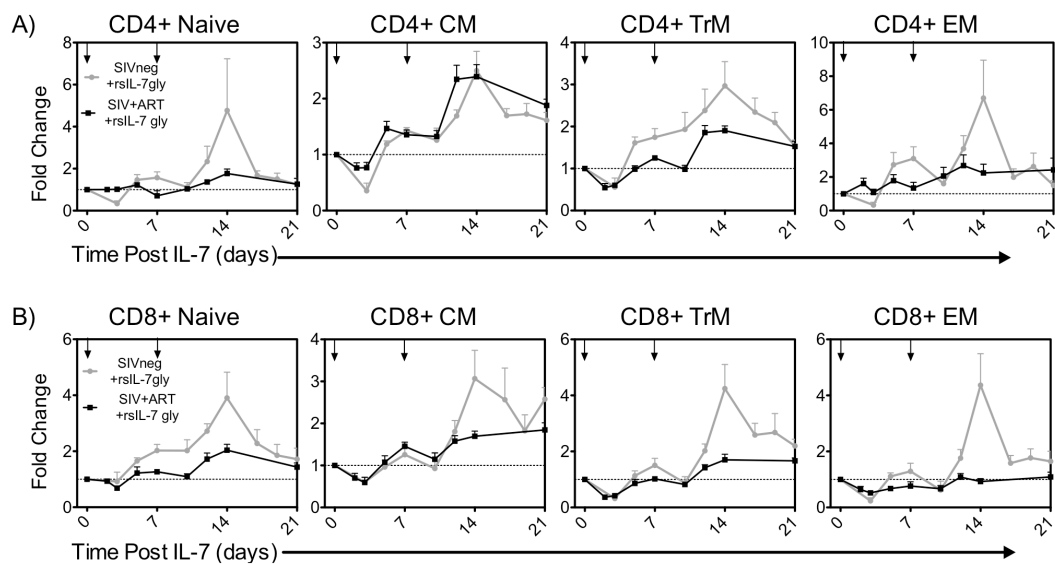 A)
CD4+ Naive
CD4+ CM
CD4+ TrM
CD4+ EM
Fold Change
8
6
4
2
0
SIVneg
+rsIL-7gly
SIV+ART
+rsIL-7 gly
0 7 14 21
3
2
1
0
0 7 14 21
4
3
2
1
0
0 7 14 21
10
8
6
4
2
0
0 7 14 21
Time Post IL-7 (days)
B)
CD8+ Naive
CD8+ CM
CD8+ TrM
CD8+ EM
Fold Change
6
4
2
0
SIVneg
+rsIL-7gly
SIV+ART
+rsIL-7 gly
0 7 14 21
4
3
2
1
0
0 7 14 21
6
4
2
0
0 7 14 21
6
4
2
0
0 7 14 21
Time Post IL-7 (days)